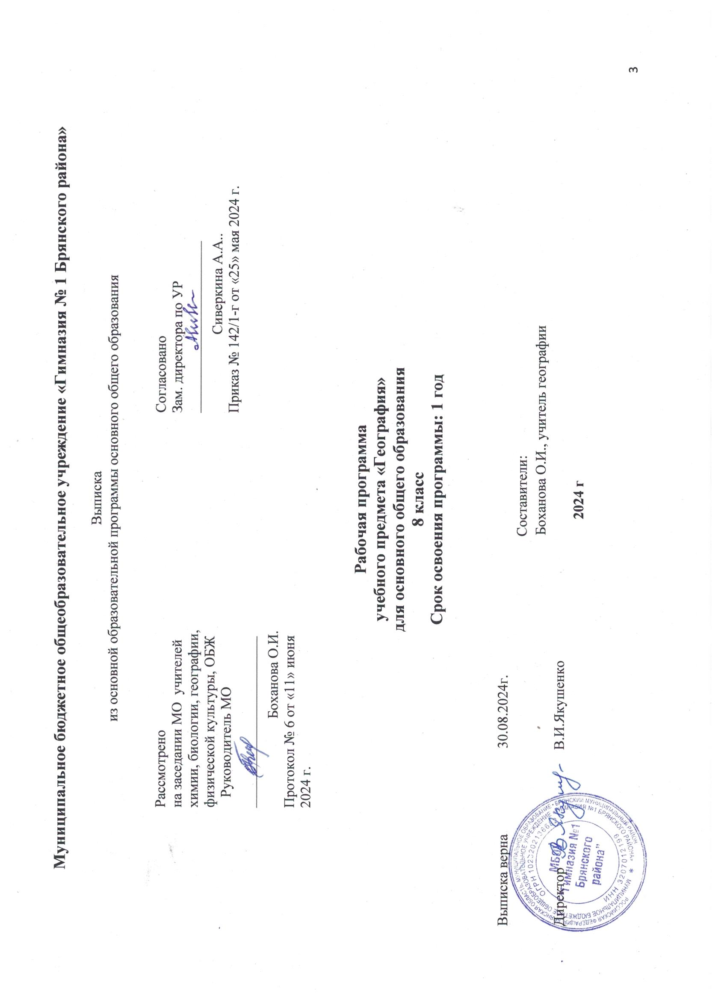 Муниципальное бюджетное общеобразовательное учреждение «Гимназия № 1 Брянского района»
Выписка
из основной образовательной программы основного общего образования
Рассмотрено
на заседании МО учителей
химии, биологии, географии,
физической культуры, ОБЖ
Руководитель МО
Боханова О.И.
Протокол № 6 от «11» июня
2024 г.
Согласовано
Зам. директора по УР
Сиверкина А.А..
Приказ № 142/1-г от «25» мая 2024 г.
Рабочая программа
учебного предмета «География»
для основного общего образования
8 класс
Срок освоения программы: 1 год
Выписка верна 30.08.2024г.
Директор В.И.Якушенко
Составители:
Боханова О.И., учитель географии
2024 г
РОССИЙСКАЯ ФЕДЕРАЦИЯ БРЯНСКАЯ ОБЛАСТЬ МУНИЦИПАЛЬНОЕ ОБРАЗОВАНИЕ • БРЯНСКИЙ МУНИЦИПАЛЬНЫЙ РАЙОН
МУНИЦИПАЛЬНОЕ БЮДЖЕТНОЕ ОБЩЕОБРАЗОВАТЕЛЬНОЕ УЧРЕЖДЕНИЕ «ГИМНАЗИЯ №1 БРЯНСКОГО РАЙОНА» *
ОГРН
ИНН 3207012199
Гимназия №1
Брянского
района”
3